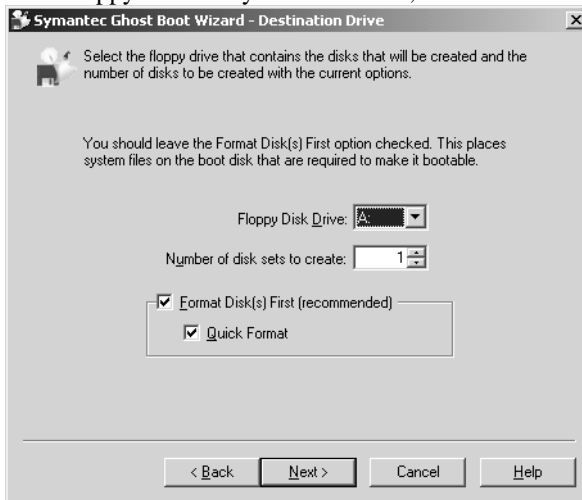 Symantec Ghost Boot Wizard - Destination Drive
Select the floppy drive that contains the disks that will be created and the
number of disks to be created with the current options.
You should leave the Format Disk(s) First option checked. This places
system files on the boot disk that are required to make it bootable.
Floppy Disk Drive: A:
Number of disk sets to create: 1
Format Disk(s) First (recommended)
Quick Format
< Back Next > Cancel Help